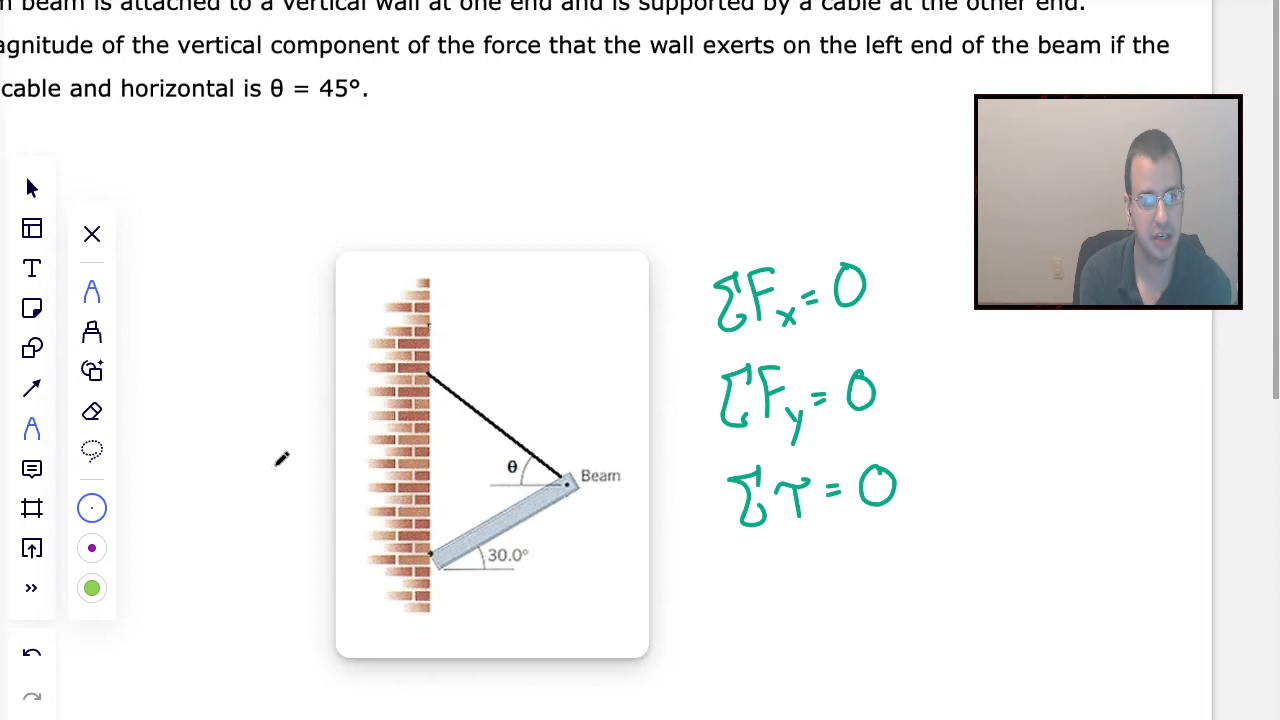 beam is attached to a vertical wall at one end and is supported by a cable at the other end.
agnitude of the vertical component of the force that the wall exerts on the left end of the beam if the
cable and horizontal is θ = 45°.
ΣFx = 0
ΣFy = 0
Στ = 0
θ
Beam
30.0°
T
A
»